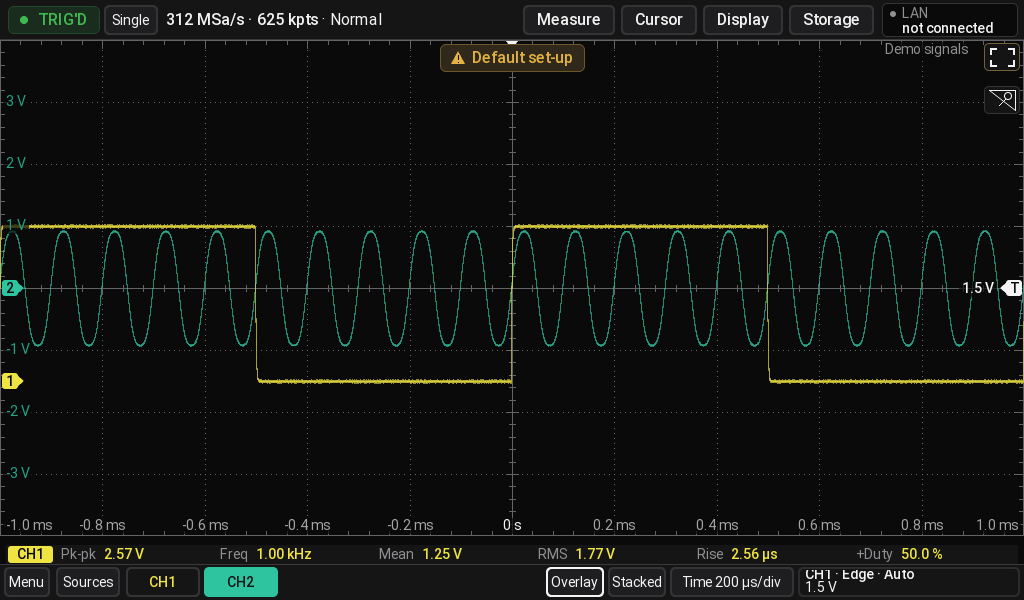 TRIG'D Single 312 MSa/s · 625 kpts · Normal Measure Cursor Display Storage LAN
not connected
Demo signals
Default set-up
3 V
2 V
1 V
2 1.5 V T
-1 V
1
-2 V
-3 V
-1.0 ms -0.8 ms -0.6 ms -0.4 ms -0.2 ms 0 s 0.2 ms 0.4 ms 0.6 ms 0.8 ms 1.0 ms
CH1 Pk-pk 2.57 V Freq 1.00 kHz Mean 1.25 V RMS 1.77 V Rise 2.56 µs +Duty 50.0 %
Menu Sources CH1 CH2 Overlay Stacked Time 200 µs/div CH1 · Edge · Auto
1.5 V